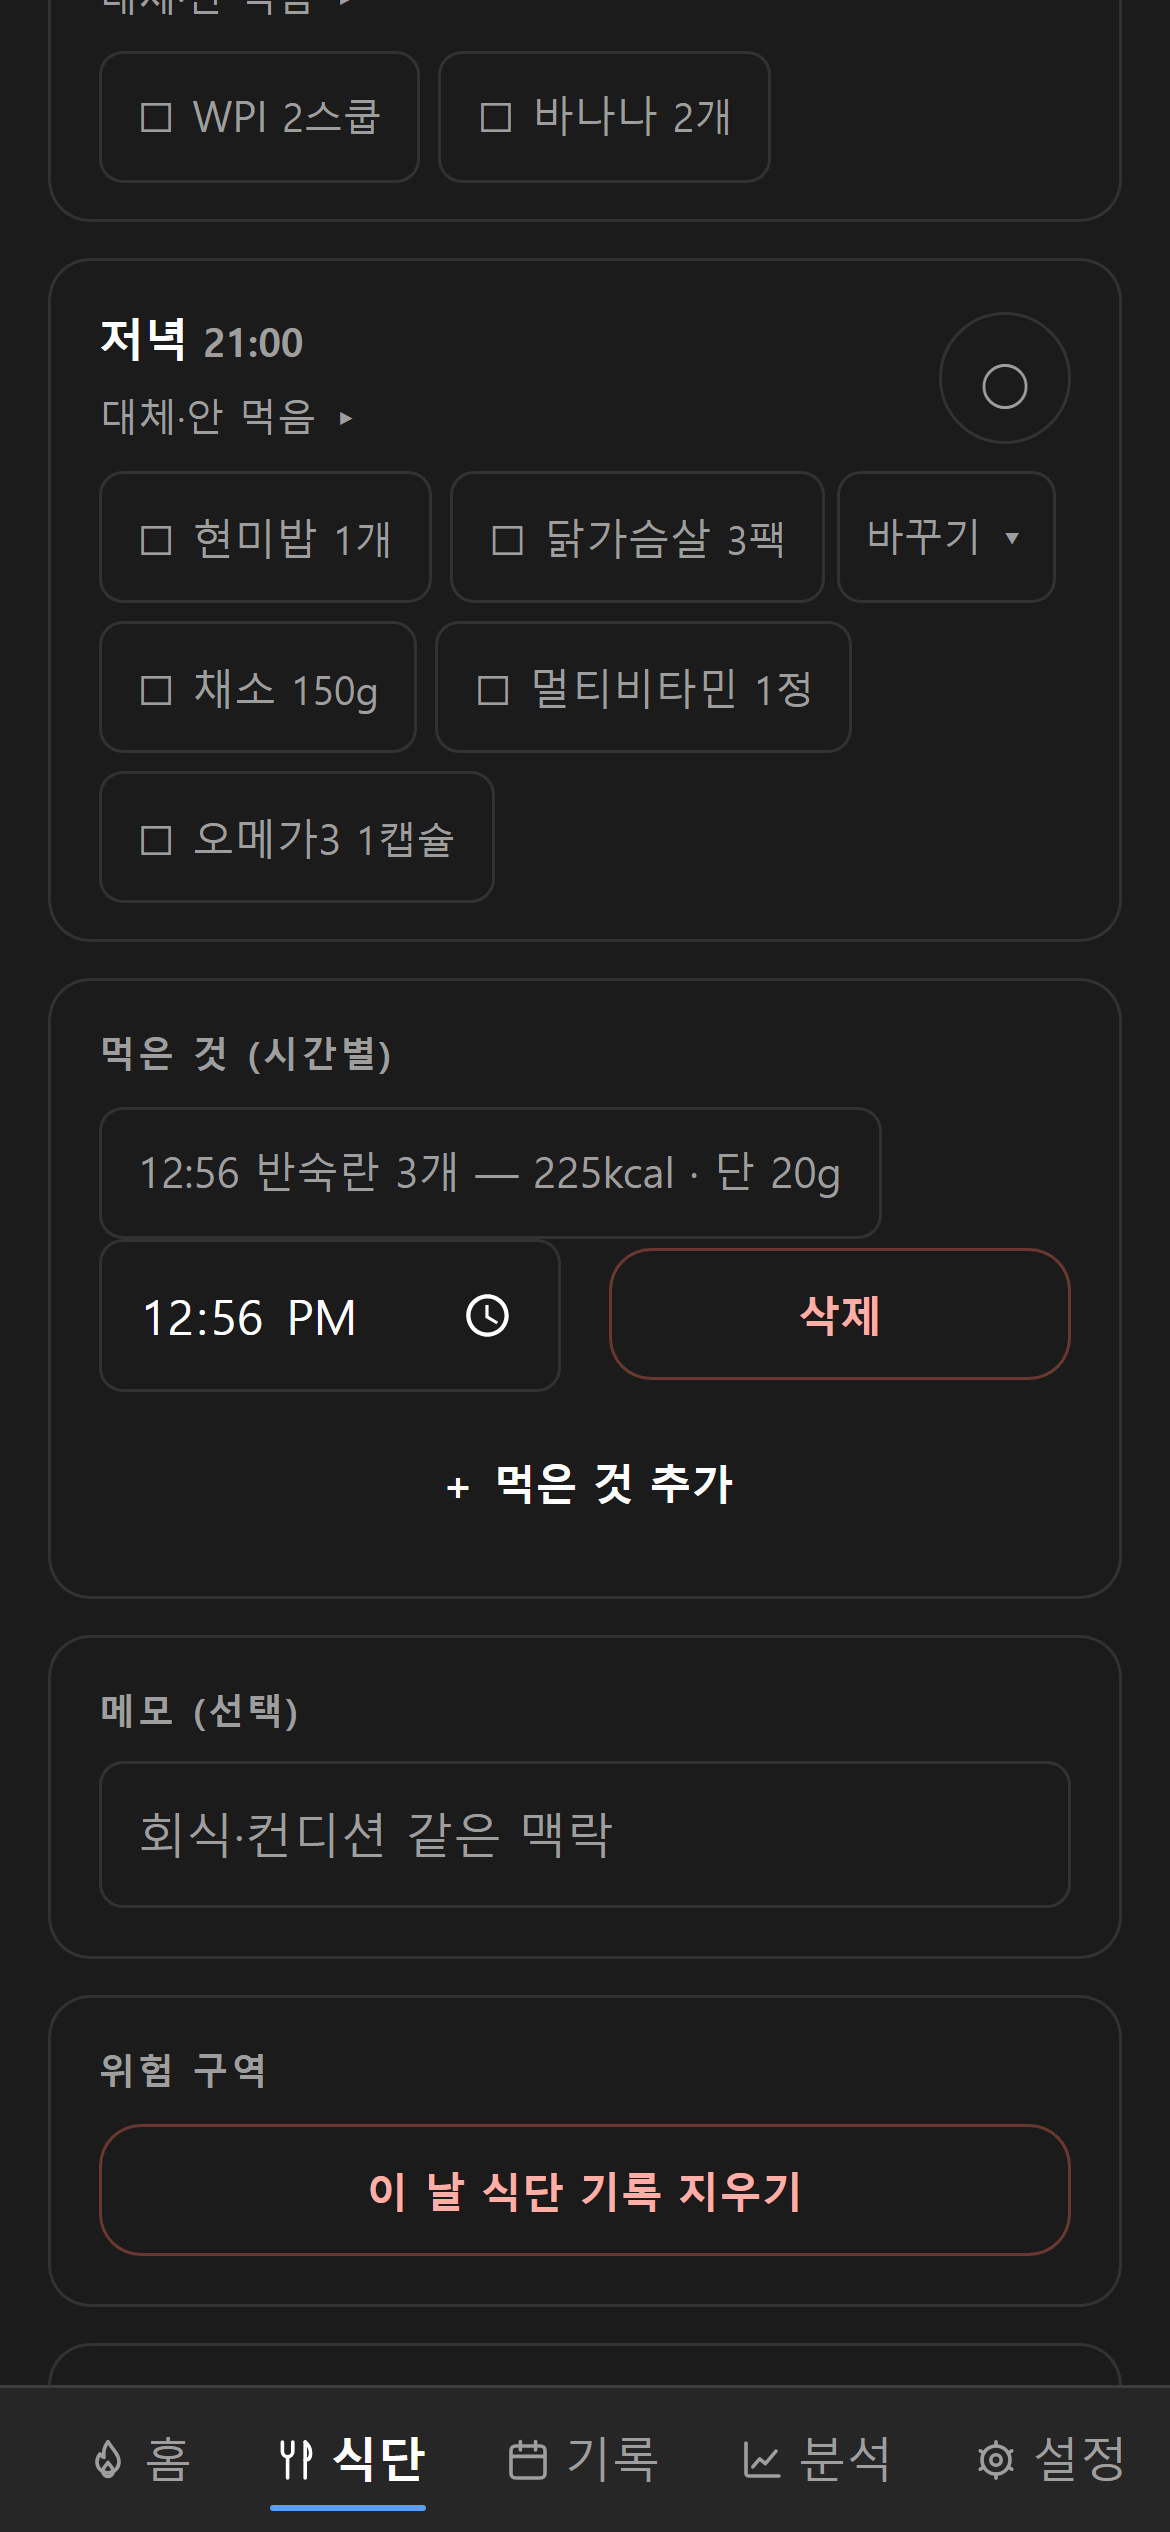 대체·안 먹음 ▸
☐ WPI 2스쿱 ☐ 바나나 2개
저녁 21:00
대체·안 먹음 ▸
☐ 현미밥 1개 ☐ 닭가슴살 3팩 바꾸기 ▾
☐ 채소 150g ☐ 멀티비타민 1정
☐ 오메가3 1캡슐
먹은 것 (시간별)
12:56 반숙란 3개 — 225kcal · 단 20g
12:56 PM 삭제
+ 먹은 것 추가
메모 (선택)
회식·컨디션 같은 맥락
위험 구역
이 날 식단 기록 지우기
홈 식단 기록 분석 설정